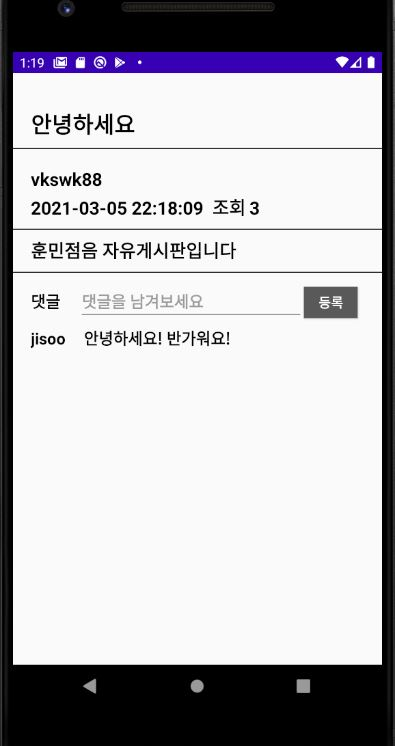 1:19
안녕하세요
vkswk88
2021-03-05 22:18:09 조회 3
훈민점음 자유게시판입니다
댓글 댓글을 남겨보세요 등록
jisoo 안녕하세요! 반가워요!